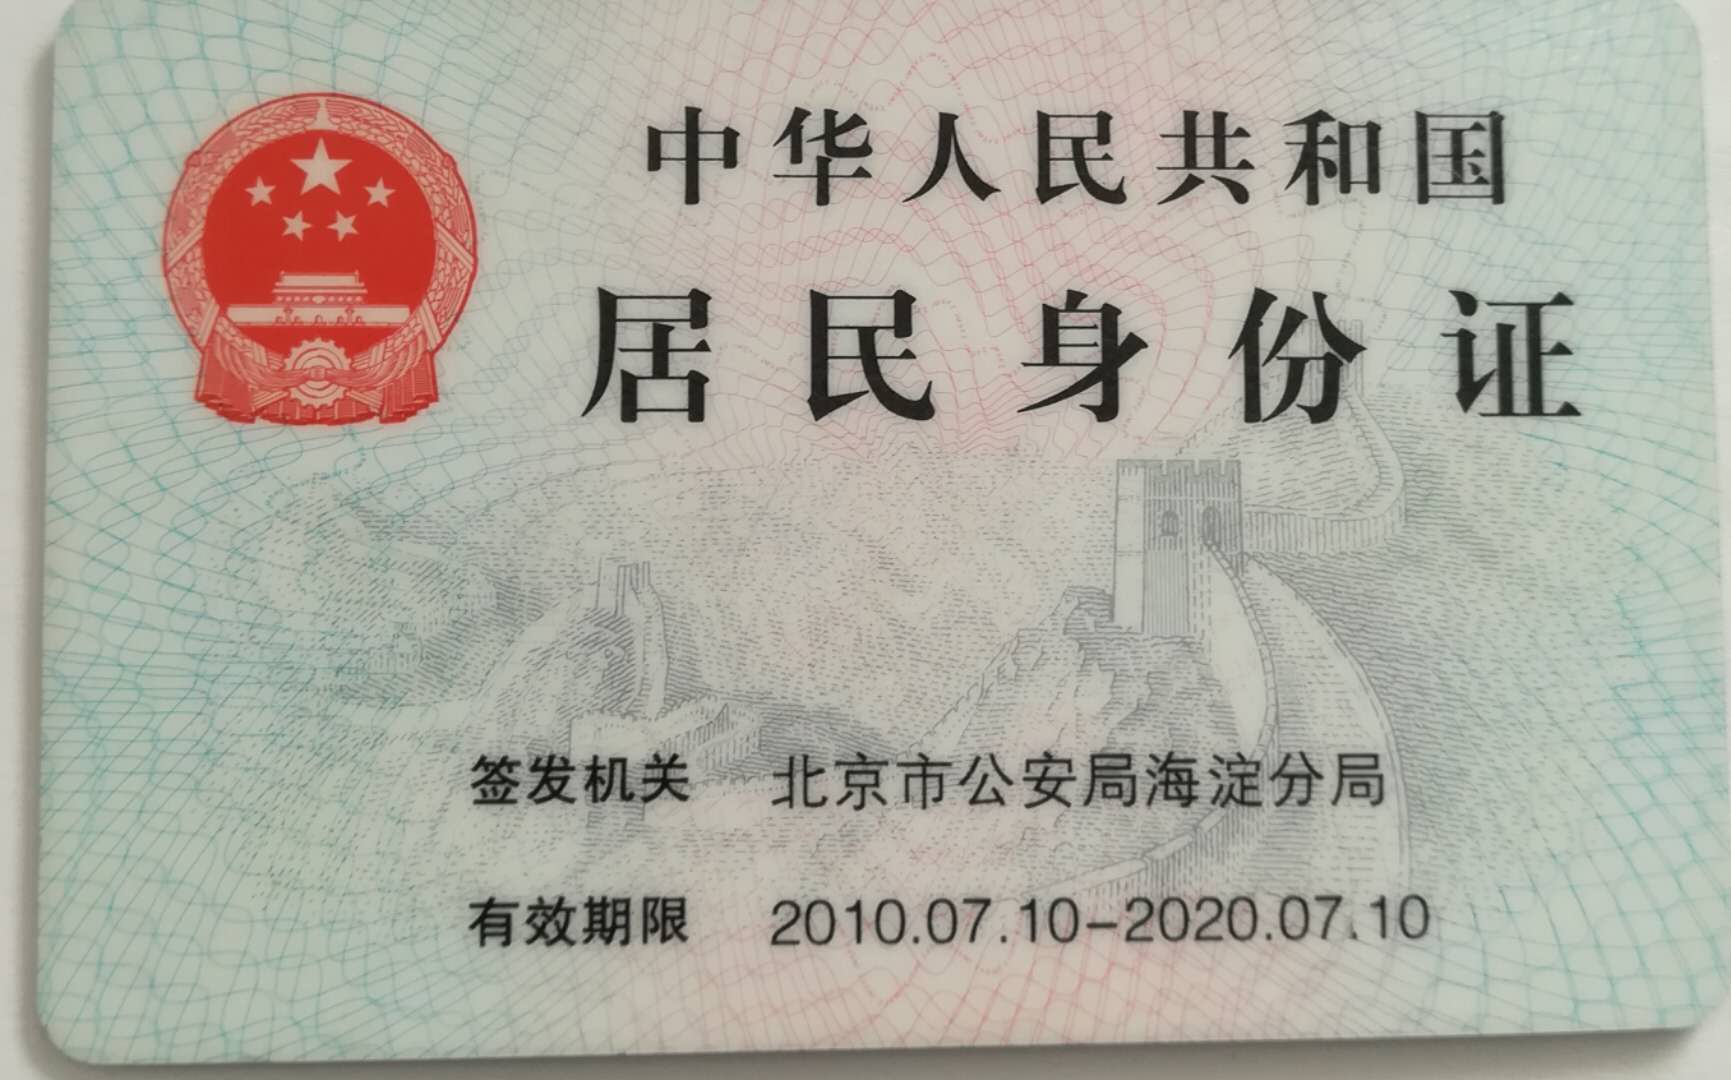 中华人民共和国
居民身份证
签发机关 北京市公安局海淀分局
有效期限 2010.07.10-2020.07.10